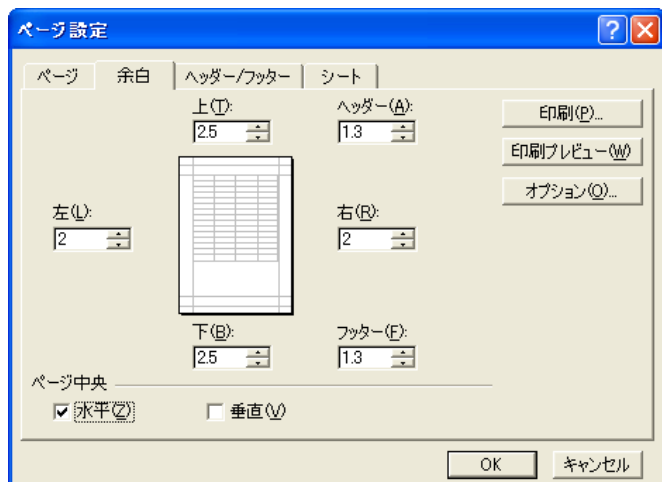 ページ設定
ページ
余白
ヘッダー/フッター
シート
上(T):
2.5
ヘッダー(A):
1.3
印刷(P)...
印刷プレビュー(W)
オプション(O)...
左(L):
2
右(R):
2
下(B):
2.5
フッター(F):
1.3
ページ中央
水平(Z)
垂直(V)
OK
キャンセル